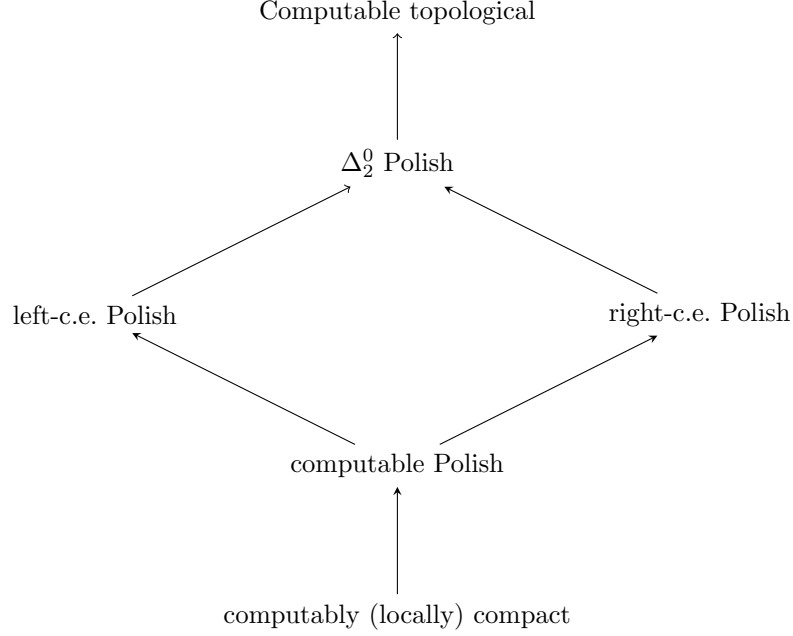 Computable topological
Δ⁰₂ Polish
left-c.e. Polish
right-c.e. Polish
computable Polish
computably (locally) compact